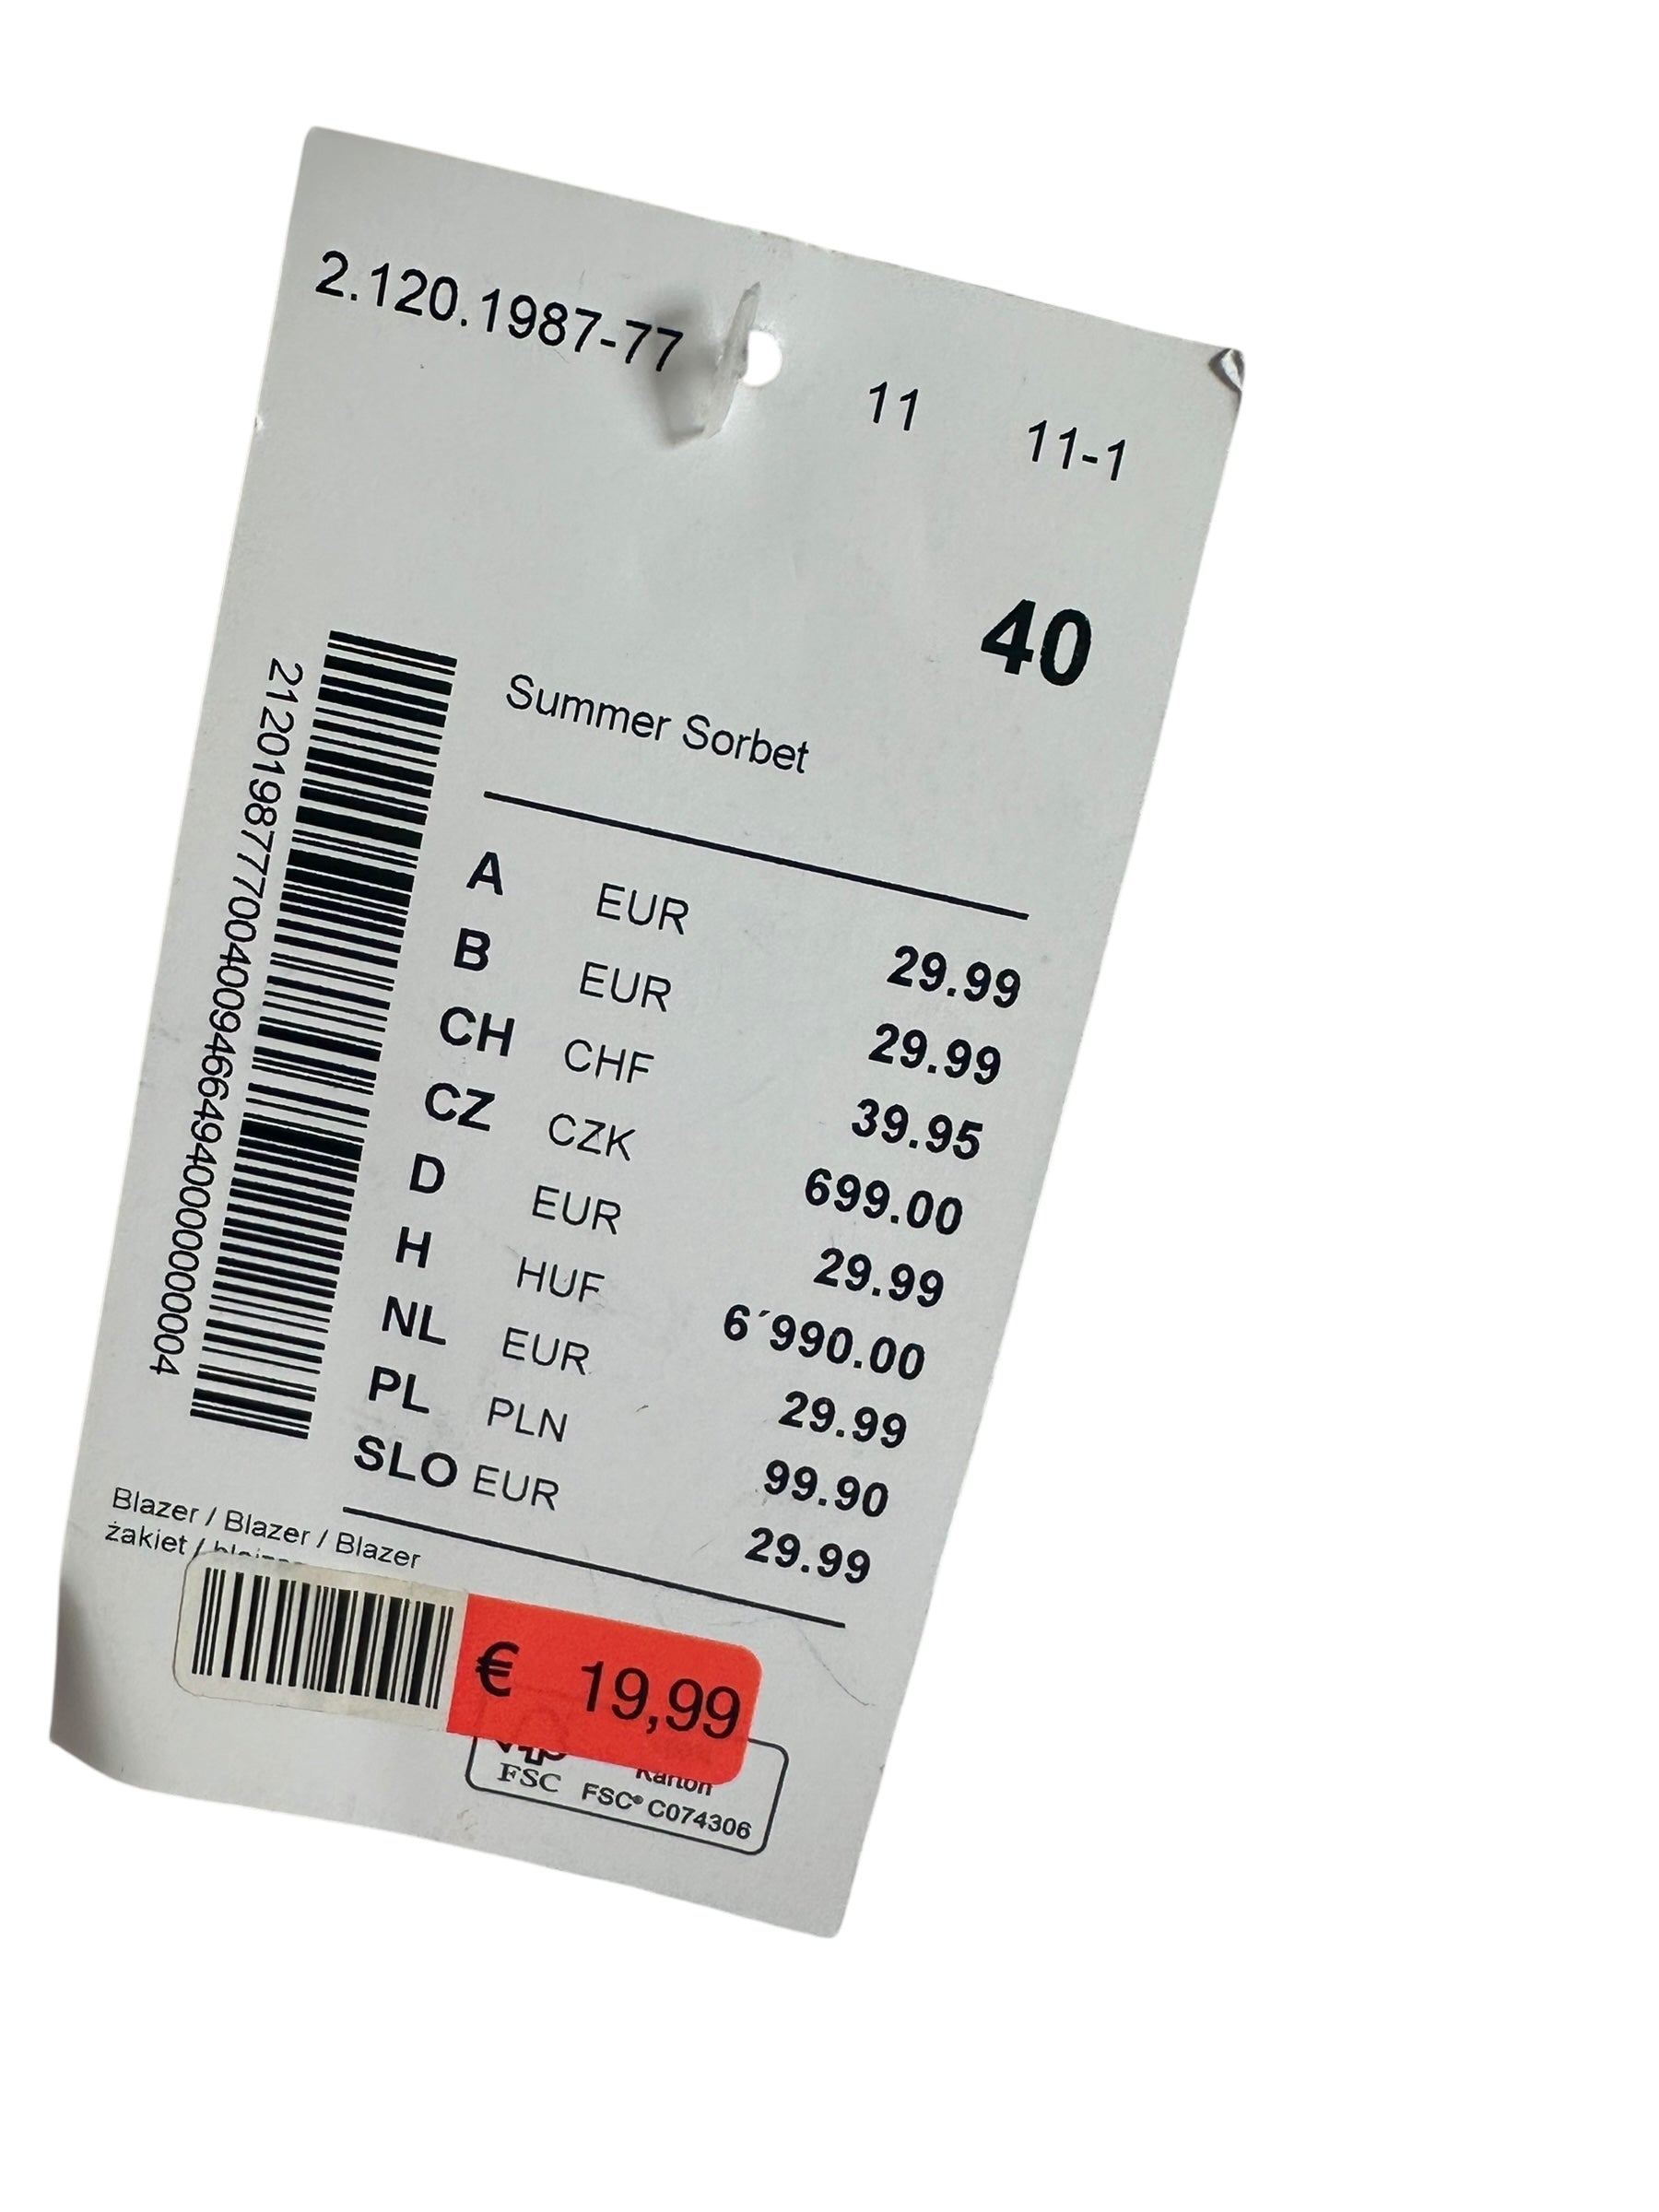 2.120.1987-77 11 11-1
40
Summer Sorbet
A EUR 29.99
B EUR 29.99
CH CHF 39.95
CZ CZK 699.00
D EUR 29.99
H HUF 6´990.00
NL EUR 29.99
PL PLN 99.90
SLO EUR 29.99
Blazer / Blazer / Blazer
żakiet /
€ 19,99
Karton
FSC FSC® C074306